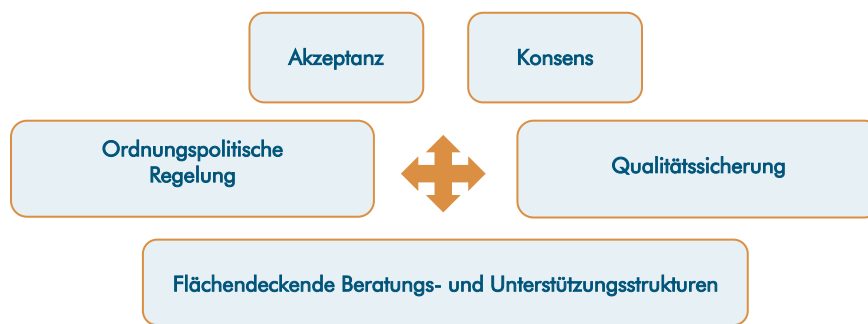 Akzeptanz
Konsens
Ordnungspolitische
Regelung
Qualitätssicherung
Flächendeckende Beratungs- und Unterstützungsstrukturen